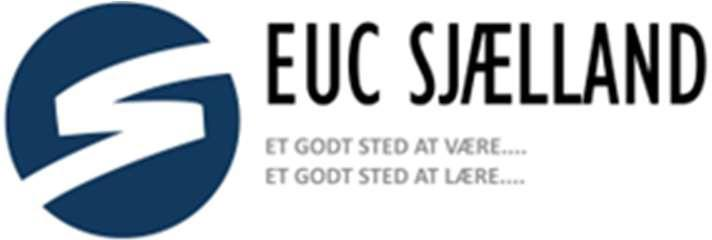 EUC SJÆLLAND
ET GODT STED AT VÆRE....
ET GODT STED AT LÆRE....